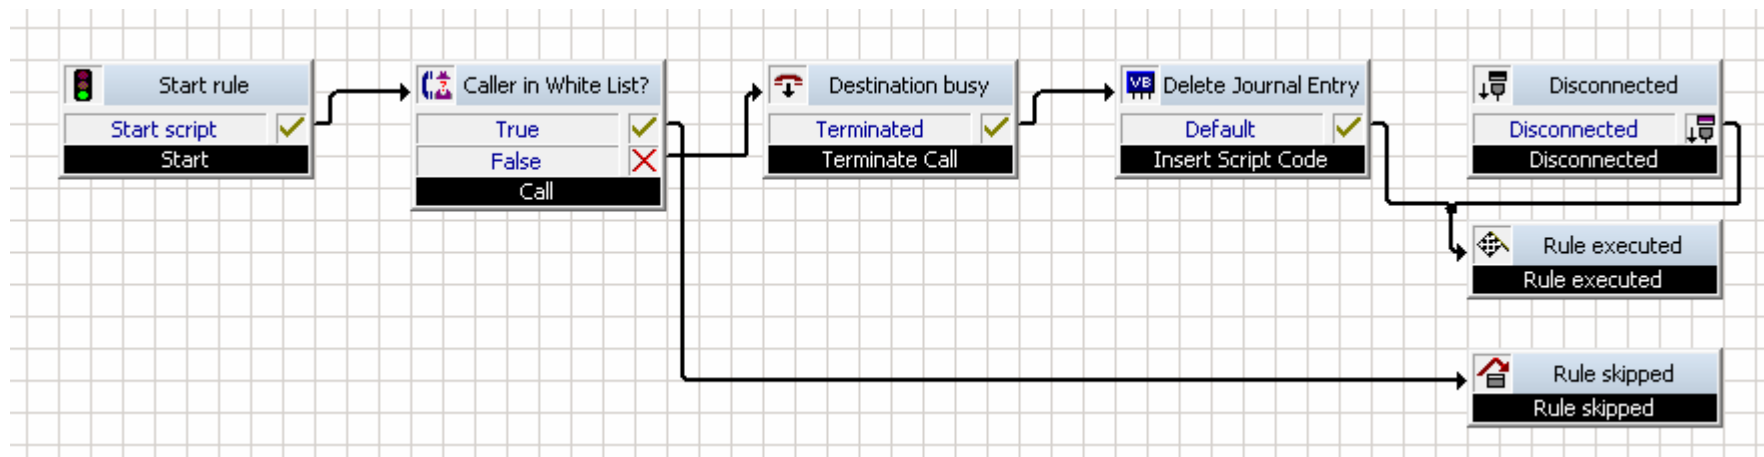 Start rule
Start script
Start
Caller in White List?
True
False
Call
Destination busy
Terminated
Terminate Call
VB
Delete Journal Entry
Default
Insert Script Code
Disconnected
Disconnected
Disconnected
Rule executed
Rule executed
Rule skipped
Rule skipped